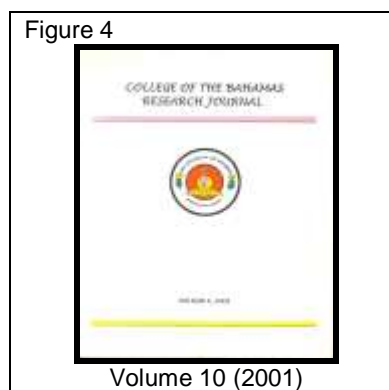 Figure 4
COLLEGE OF THE BAHAMAS
RESEARCH JOURNAL
Volume 10 (2001)